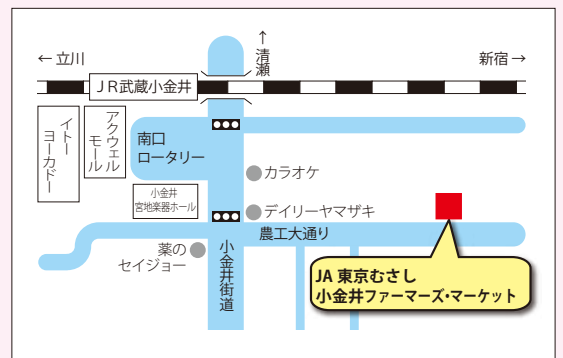 ← 立川
↑
清瀬
新宿 →
JR武蔵小金井
イトー
ヨーカドー
アクウェル
モール
南口
ロータリー
カラオケ
小金井
宮地楽器ホール
デイリーヤマザキ
農工大通り
薬の
セイジョー
小金井街道
JA 東京むさし
小金井ファーマーズ・マーケット